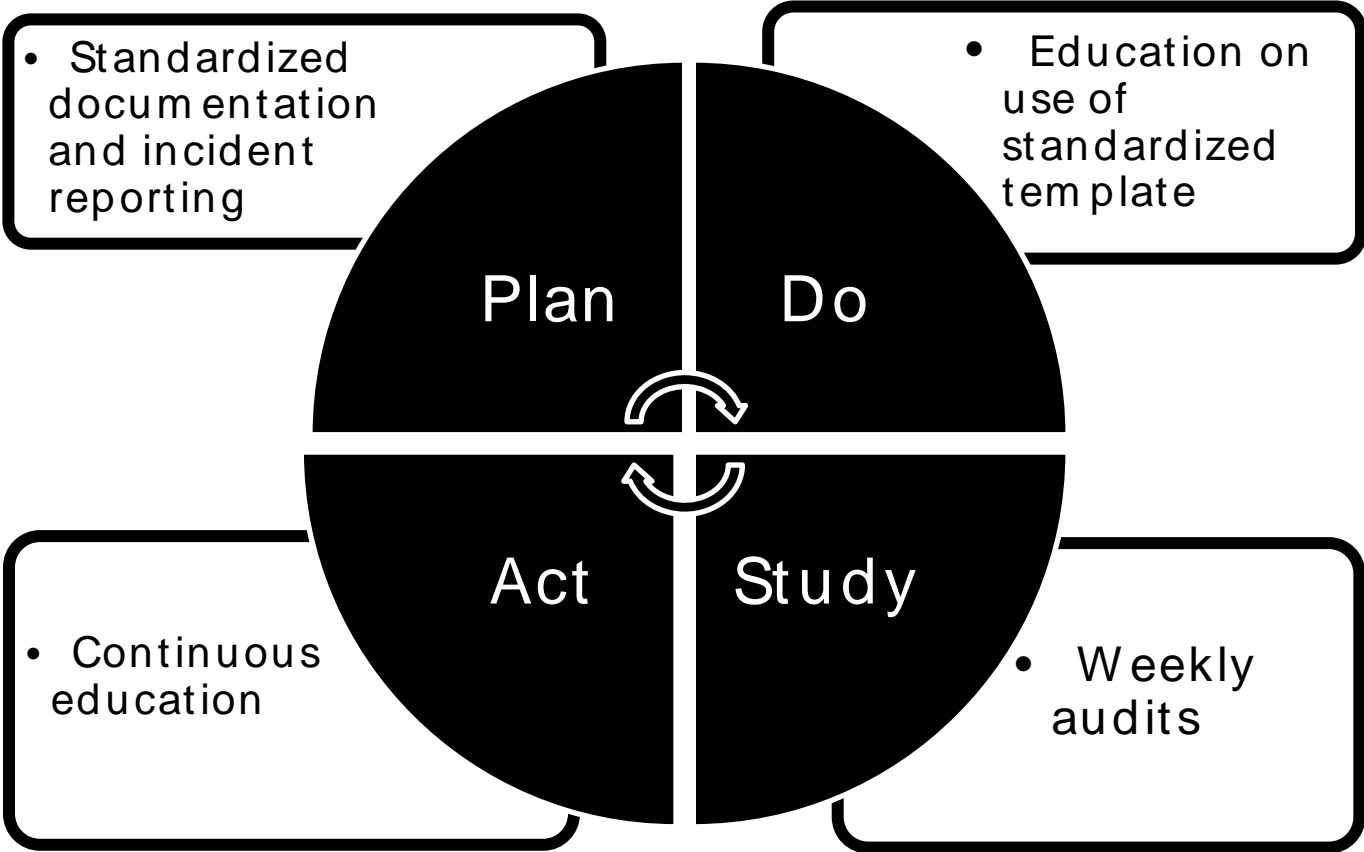 • Standardized
documentation
and incident
reporting
• Education on
use of
standardized
template
Plan
Do
Act
Study
• Continuous
education
• Weekly
audits